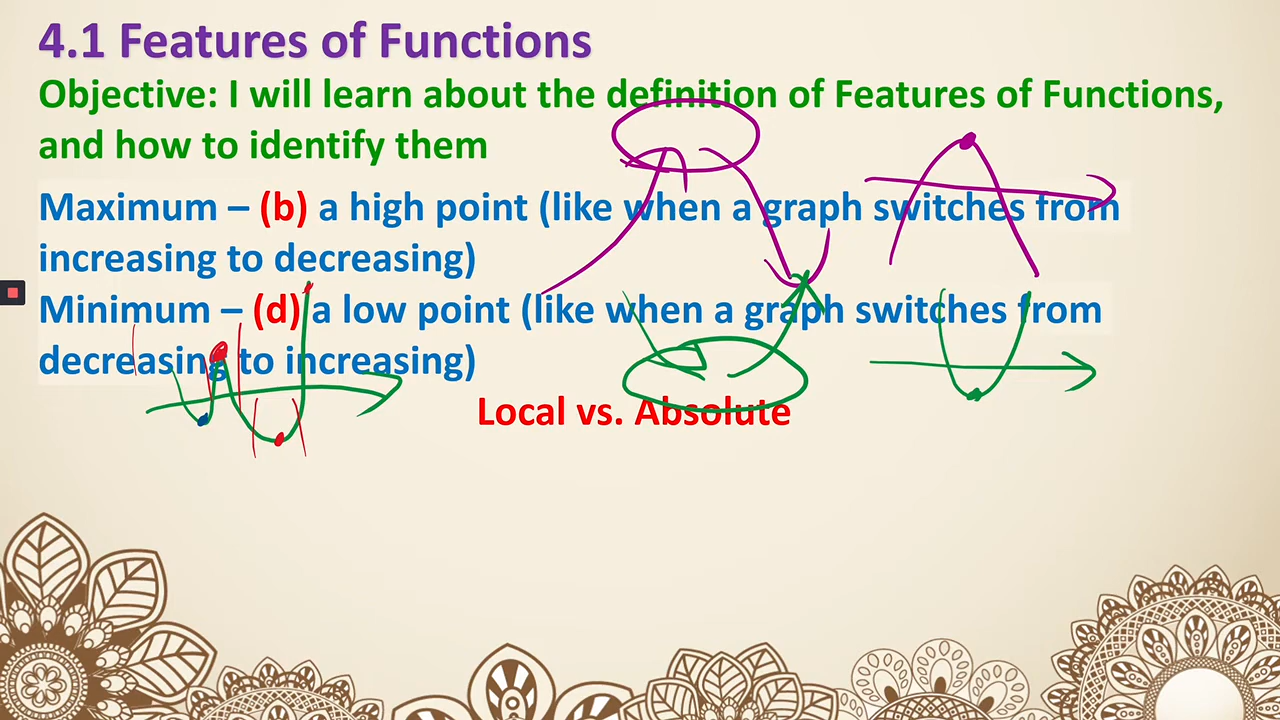 4.1 Features of Functions
Objective: I will learn about the definition of Features of Functions,
and how to identify them
Maximum – (b) a high point (like when a graph switches from
increasing to decreasing)
Minimum – (d) a low point (like when a graph switches from
decreasing to increasing)
Local vs. Absolute